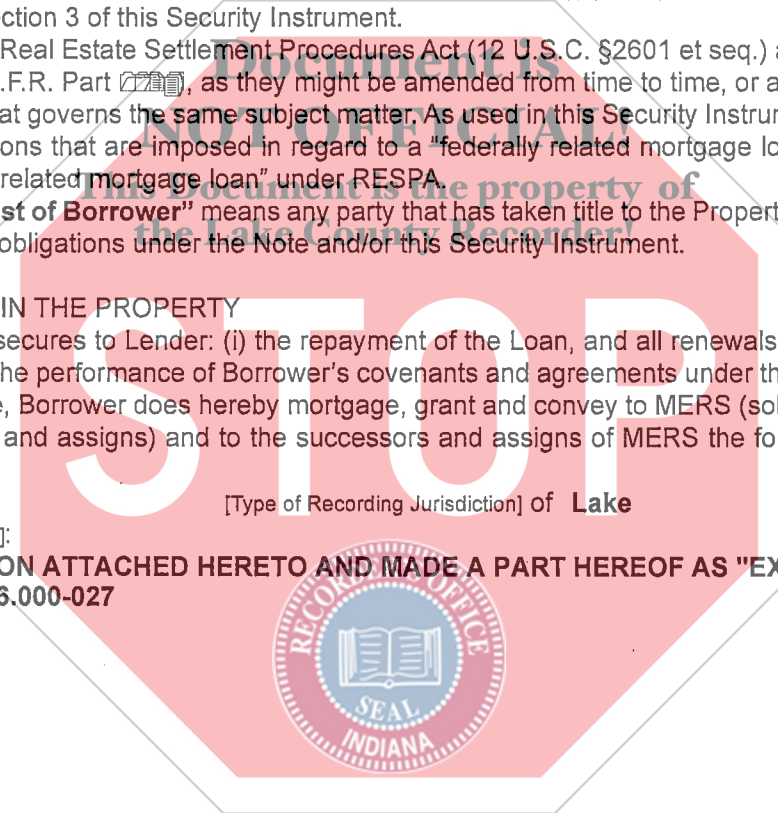 ction 3 of this Security Instrument.
Real Estate Settlement Procedures Act (12 U.S.C. §2601 et seq.) a
.F.R. Part , as they might be amended from time to time, or a
at governs the same subject matter. As used in this Security Instrur
ons that are imposed in regard to a "federally related mortgage lo
related mortgage loan" under RESPA.
st of Borrower" means any party that has taken title to the Propert
obligations under the Note and/or this Security Instrument.
Document is
NOT OFFICIAL!
This Document is the property of
the Lake County Recorder!
IN THE PROPERTY
secures to Lender: (i) the repayment of the Loan, and all renewals
he performance of Borrower's covenants and agreements under th
e, Borrower does hereby mortgage, grant and convey to MERS (sol
and assigns) and to the successors and assigns of MERS the fo
STOP
[Type of Recording Jurisdiction] of Lake
]:
ON ATTACHED HERETO AND MADE A PART HEREOF AS "EX
6.000-027
RECORDER'S OFFICE
SEAL
INDIANA